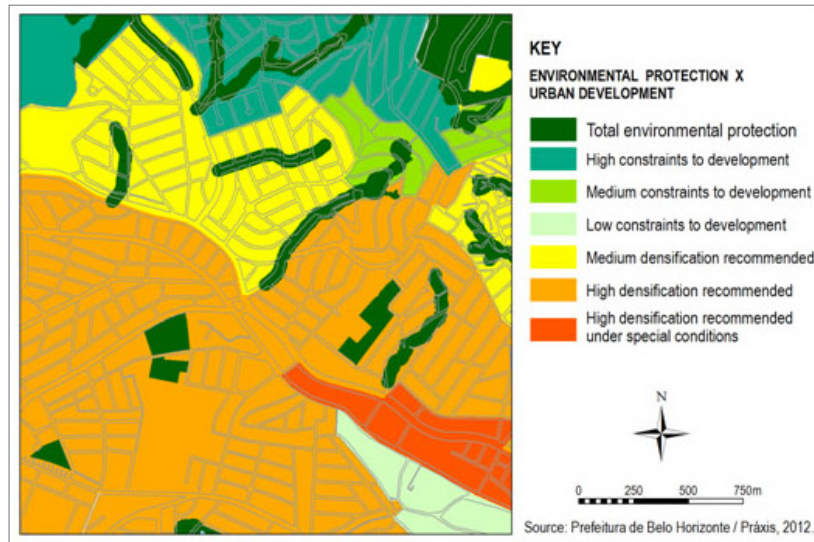 KEY
ENVIRONMENTAL PROTECTION X
URBAN DEVELOPMENT
Total environmental protection
High constraints to development
Medium constraints to development
Low constraints to development
Medium densification recommended
High densification recommended
High densification recommended
under special conditions
N
0 250 500 750m
Source: Prefeitura de Belo Horizonte / Práxis, 2012.